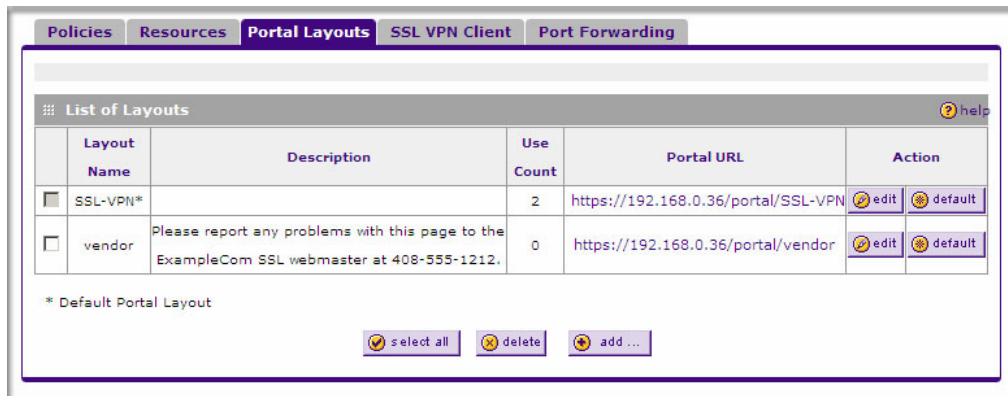 Policies Resources Portal Layouts SSL VPN Client Port Forwarding
List of Layouts help
Layout Name Description Use Count Portal URL Action
SSL-VPN* 2 https://192.168.0.36/portal/SSL-VPN edit default
vendor Please report any problems with this page to the ExampleCom SSL webmaster at 408-555-1212. 0 https://192.168.0.36/portal/vendor edit default
* Default Portal Layout
select all delete add ...